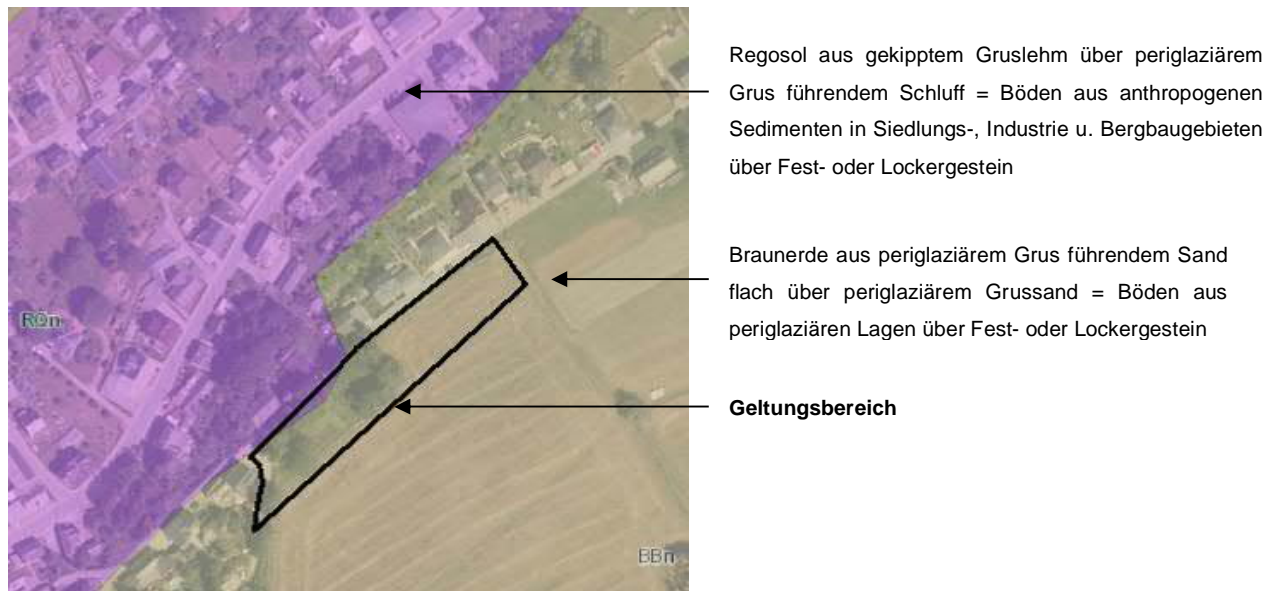 Regosol aus gekipptem Gruslehm über periglaziärem
Grus führendem Schluff = Böden aus anthropogenen
Sedimenten in Siedlungs-, Industrie u. Bergbaugebieten
über Fest- oder Lockergestein
Braunerde aus periglaziärem Grus führendem Sand
flach über periglaziärem Grussand = Böden aus
periglaziären Lagen über Fest- oder Lockergestein
Geltungsbereich
RQn
BBn